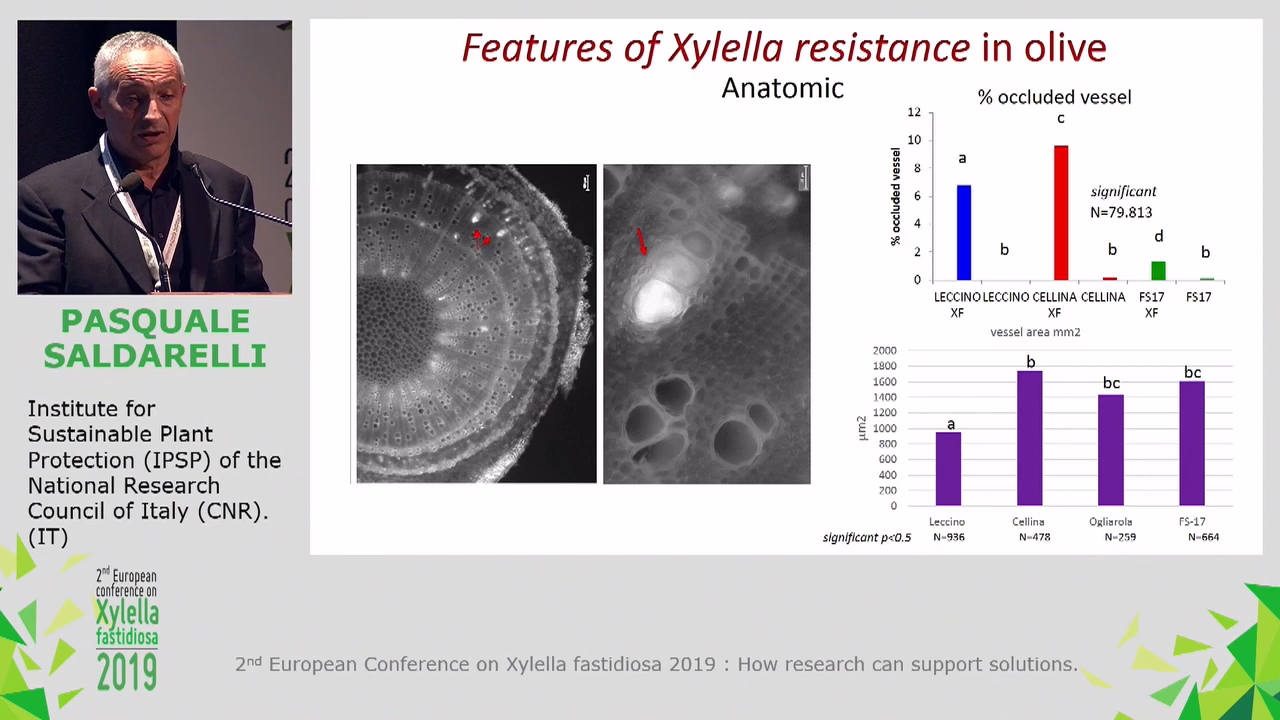 Features of Xylella resistance in olive
Anatomic
% occluded vessel
12
10
8
6
4
2
0
% occluded vessel
a
b
c
b
d
b
significant
N=79.813
LECCINO XF
LECCINO
CELLINA XF
CELLINA
FS17 XF
FS17
vessel area mm2
2000
1800
1600
1400
1200
1000
800
600
400
200
0
µm2
a
b
bc
bc
Leccino
Cellina
Ogliarola
FS-17
significant p<0.5
N=936
N=478
N=259
N=664
PASQUALE
SALDARELLI
Institute for
Sustainable Plant
Protection (IPSP) of the
National Research
Council of Italy (CNR).
(IT)
2nd European
conference on
Xylella
fastidiosa
2019
2nd European Conference on Xylella fastidiosa 2019 : How research can support solutions.